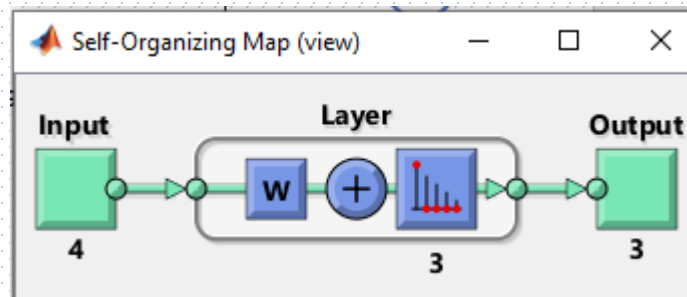 Self-Organizing Map (view)
Layer
Input
Output
W
4
3
3